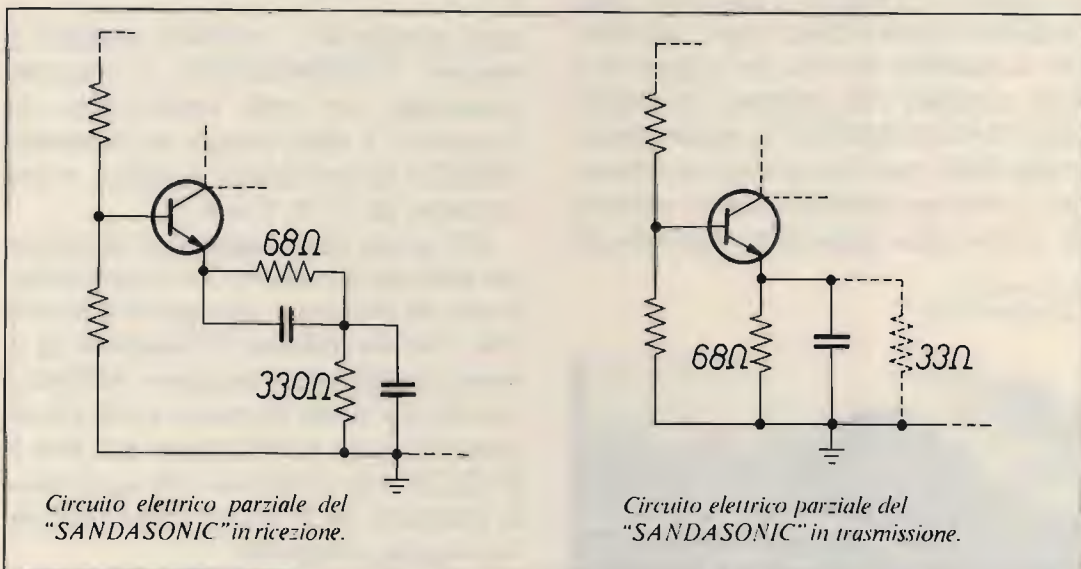 68Ω
330Ω
Circuito elettrico parziale del
"SANDASONIC" in ricezione.
68Ω
33Ω
Circuito elettrico parziale del
"SANDASONIC" in trasmissione.